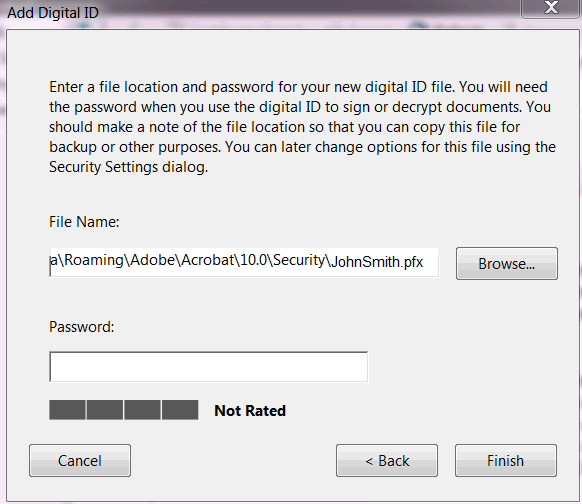 Add Digital ID
Enter a file location and password for your new digital ID file. You will need
the password when you use the digital ID to sign or decrypt documents. You
should make a note of the file location so that you can copy this file for
backup or other purposes. You can later change options for this file using the
Security Settings dialog.
File Name:
a\Roaming\Adobe\Acrobat\10.0\Security\JohnSmith.pfx
Browse...
Password:
Not Rated
Cancel
< Back
Finish